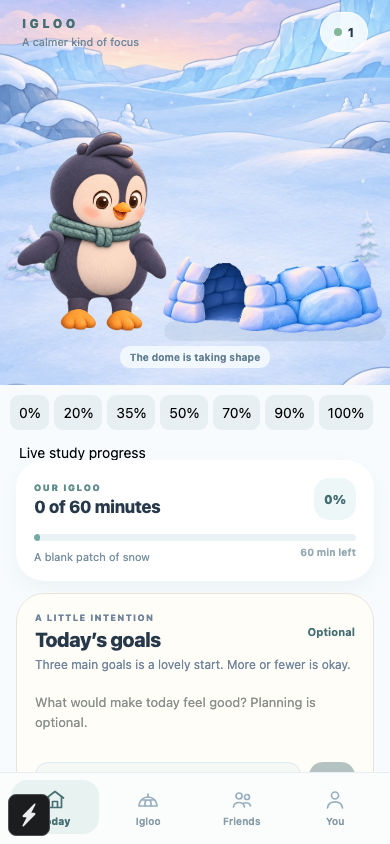 IGLOO
A calmer kind of focus
1
The dome is taking shape
0% 20% 35% 50% 70% 90% 100%
Live study progress
OUR IGLOO
0 of 60 minutes
0%
A blank patch of snow
60 min left
A LITTLE INTENTION
Today's goals
Optional
Three main goals is a lovely start. More or fewer is okay.
What would make today feel good? Planning is
optional.
Igloo Friends You